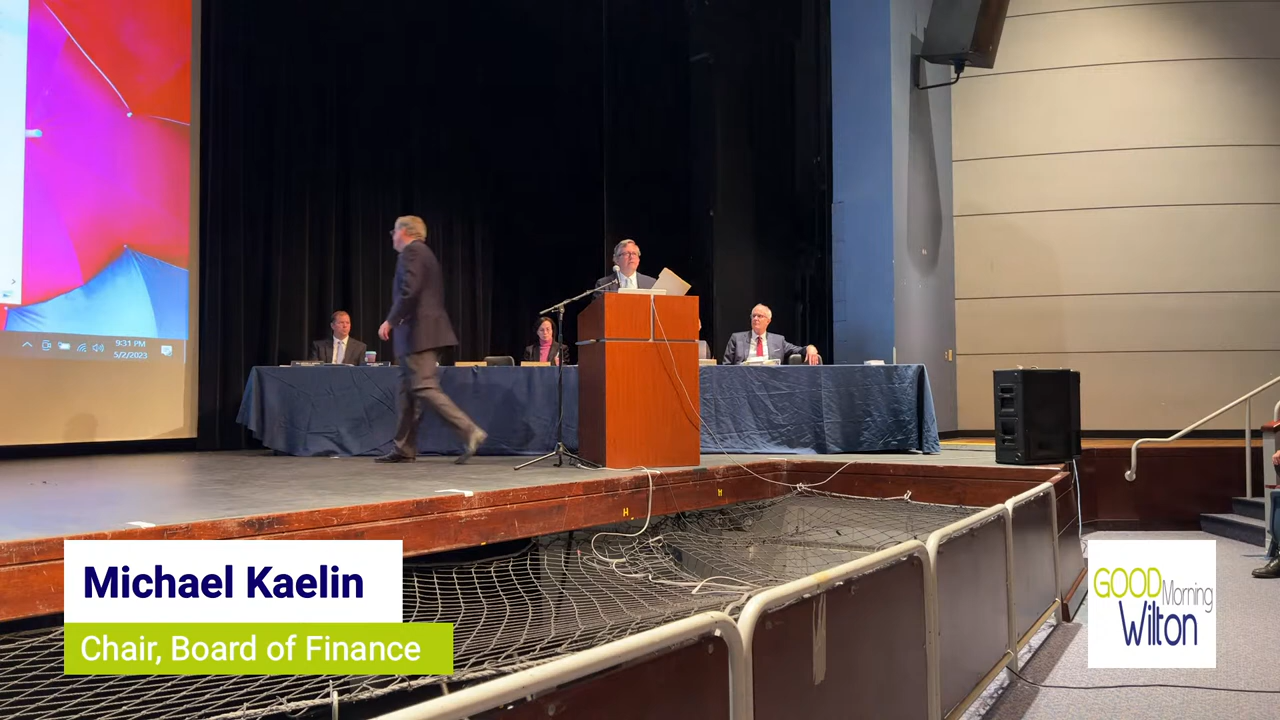 9:31 PM
5/2/2023
H
H
Michael Kaelin
Chair, Board of Finance
GOOD Morning
Wilton